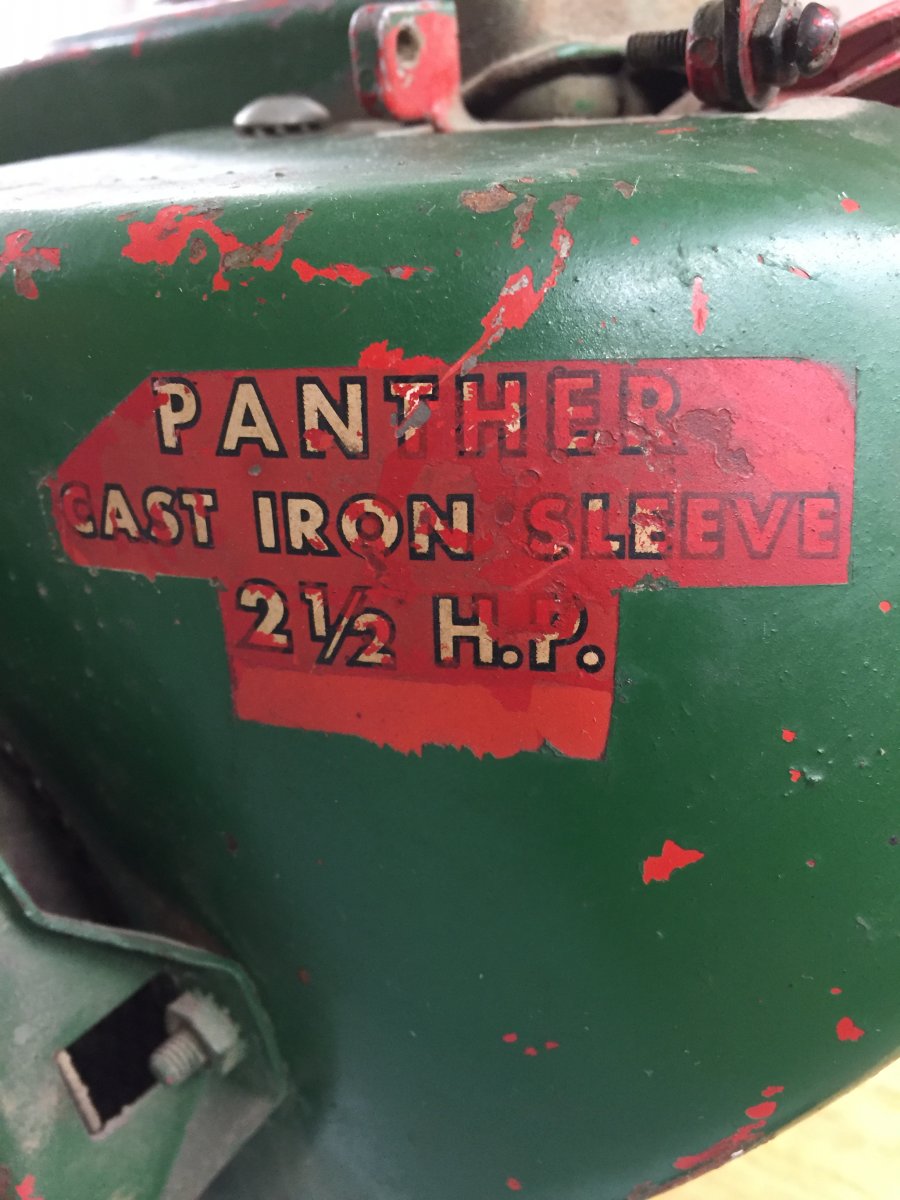 PANTHER
CAST IRON SLEEVE
2½ H.P.